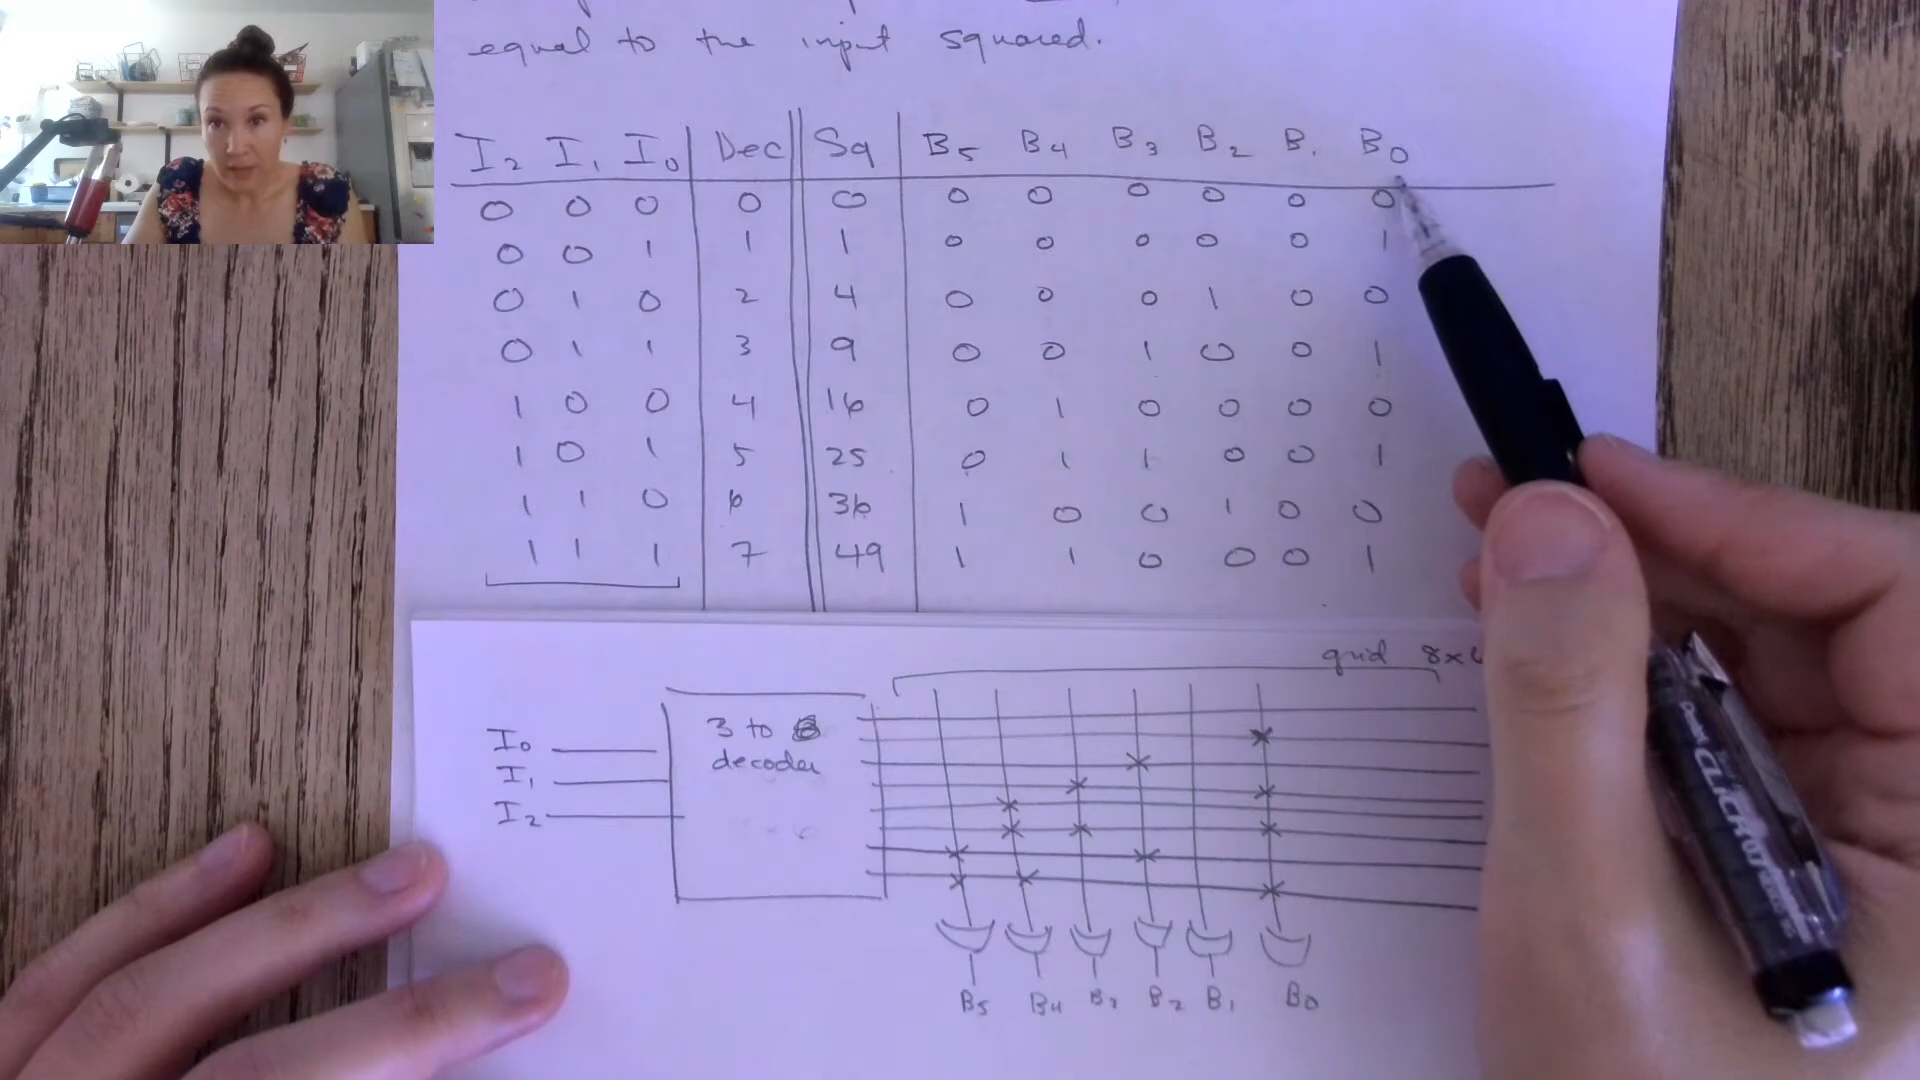 equal to the input squared.
I2 I1 I0 Dec Sq B5 B4 B3 B2 B1 B0
0 0 0 0 0 0 0 0 0 0 0
0 0 1 1 1 0 0 0 0 0 1
0 1 0 2 4 0 0 0 1 0 0
0 1 1 3 9 0 0 1 0 0 1
1 0 0 4 16 0 1 0 0 0 0
1 0 1 5 25 0 1 1 0 0 1
1 1 0 6 36 1 0 0 1 0 0
1 1 1 7 49 1 1 0 0 0 1
grid 8x6
I0
I1
I2
3 to 8
decoder
B5 B4 B3 B2 B1 B0
CLICK